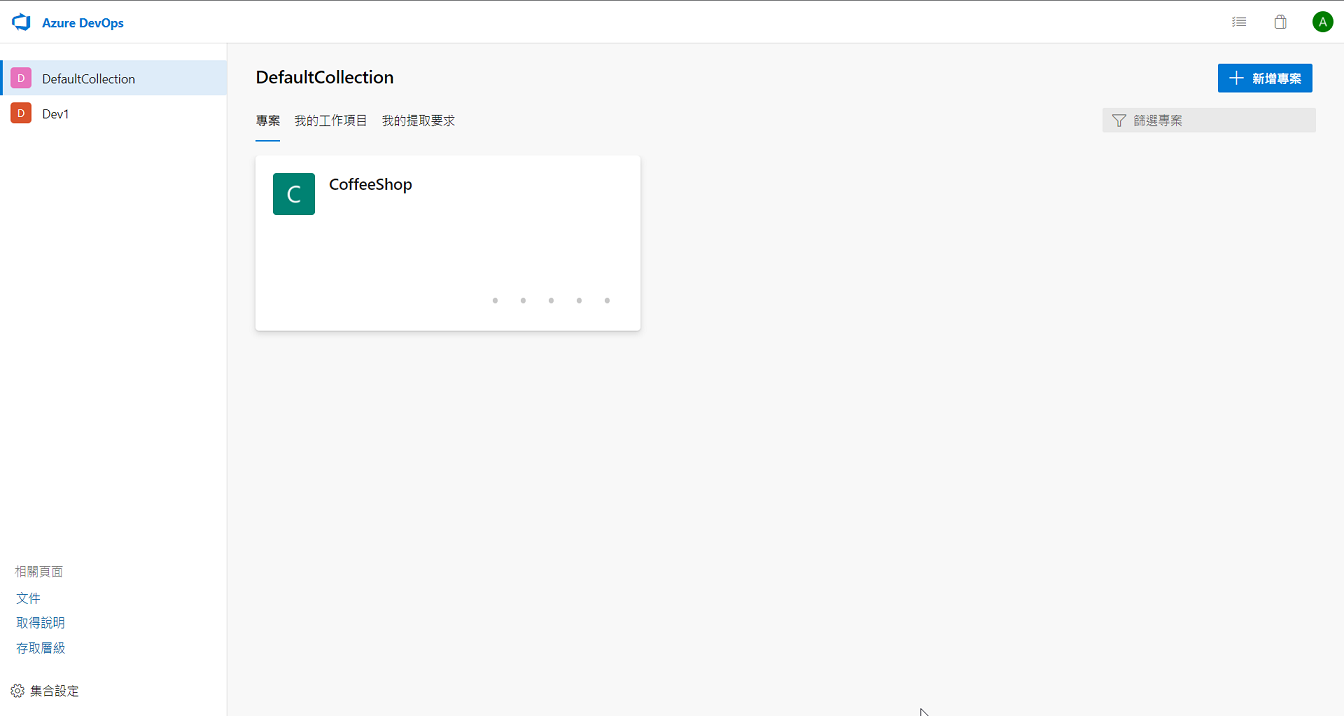 Azure DevOps
A
D DefaultCollection
D Dev1
相關頁面
文件
取得說明
存取層級
集合設定
DefaultCollection
新增專案
專案 我的工作項目 我的提取要求
篩選專案
C CoffeeShop